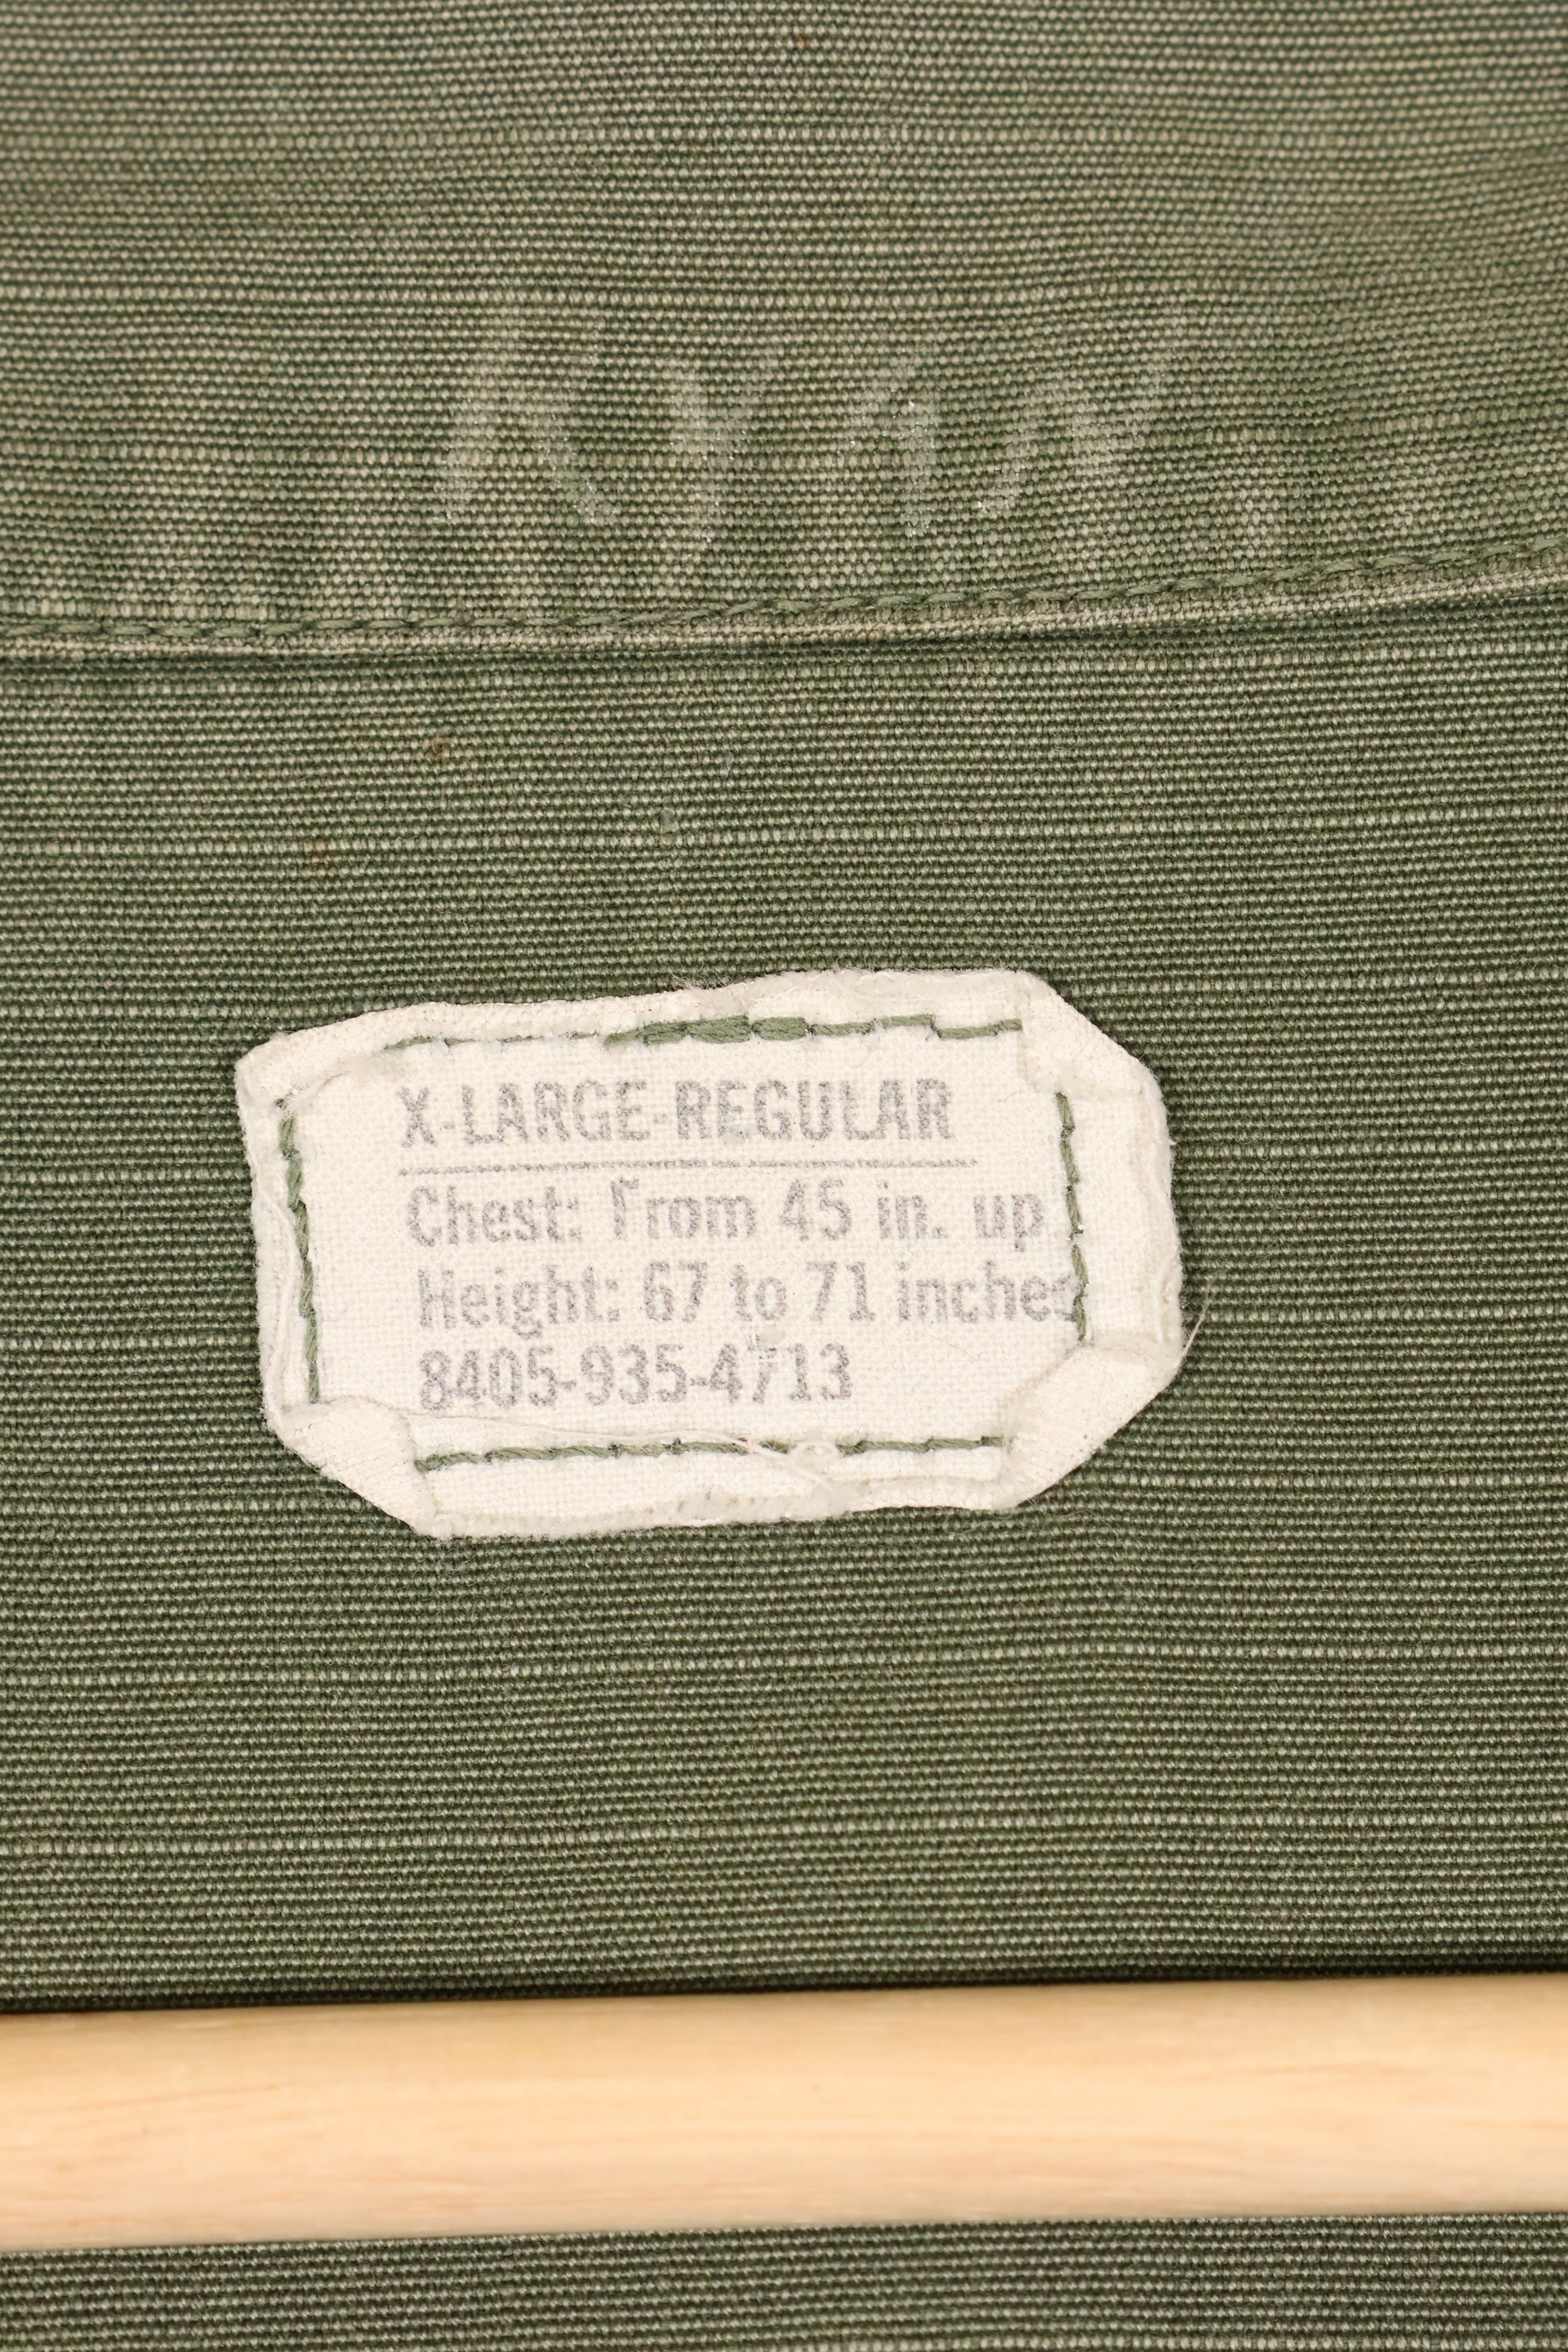 X-LARGE-REGULAR
Chest: From 45 in. up
Height: 67 to 71 inches
8405-935-4713